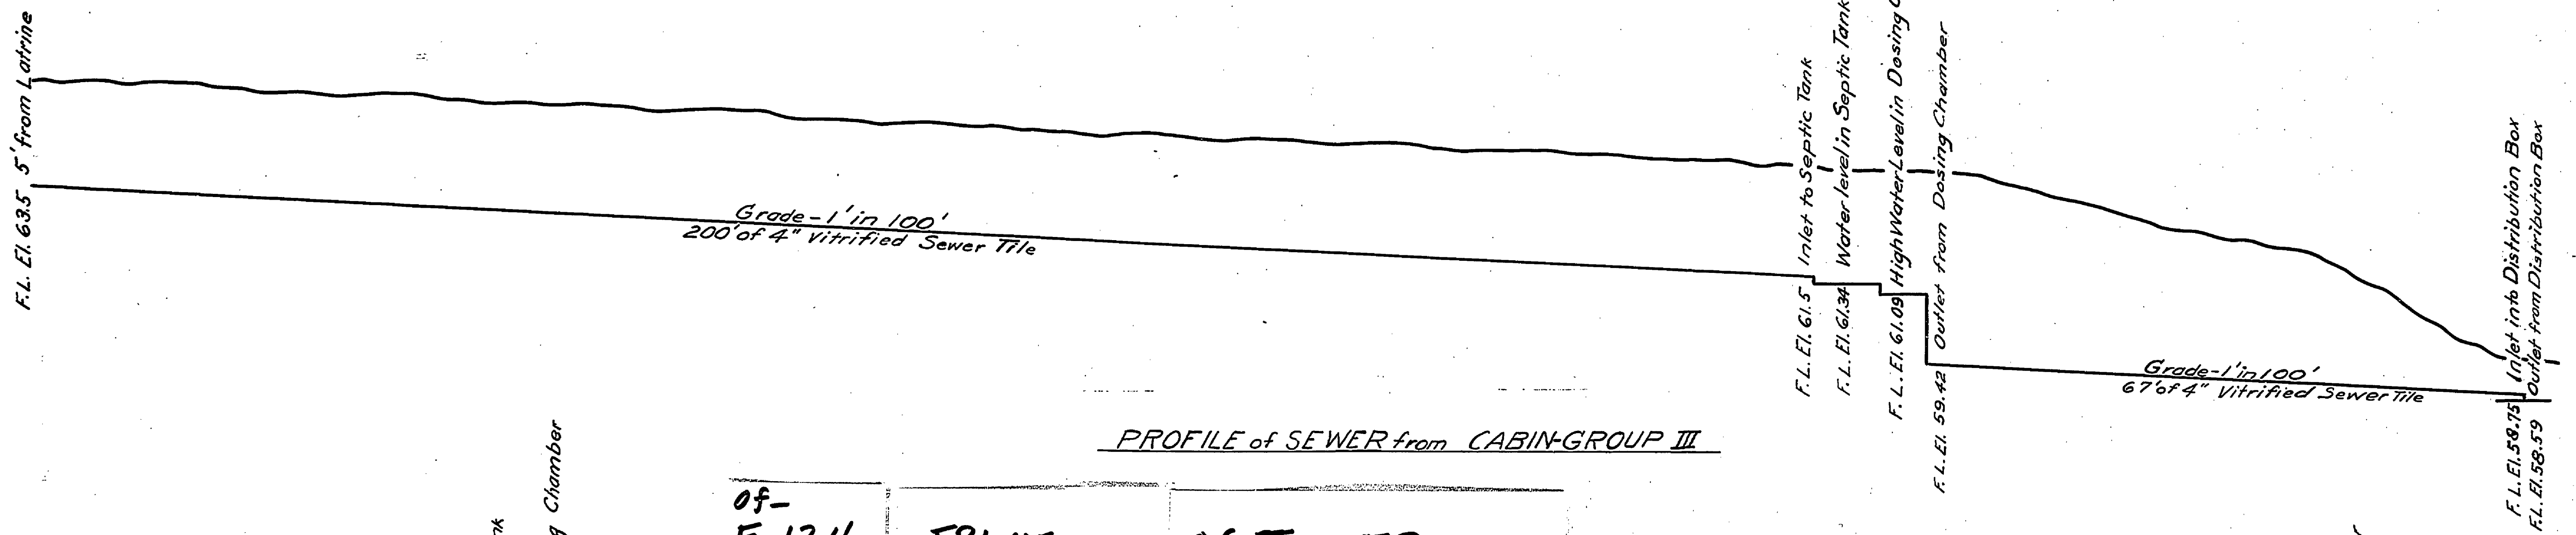 F.L. El. 63.5 5' from Latrine
Grade-1' in 100'
200' of 4" Vitrified Sewer Tile
F.L. El. 61.5 Inlet to Septic Tank
F.L. El. 61.34 Water level in Septic Tank
F.L. El. 61.09 High Water Level in Dosing
F.L. El. 59.42 Outlet from Dosing Chamber
Grade-1' in 100'
67' of 4" Vitrified Sewer Tile
F.L. El. 58.75 Inlet into Distribution Box
F.L. El. 58.59 Outlet from Distribution Box
PROFILE of SEWER from CABIN-GROUP III
Chamber
Of-